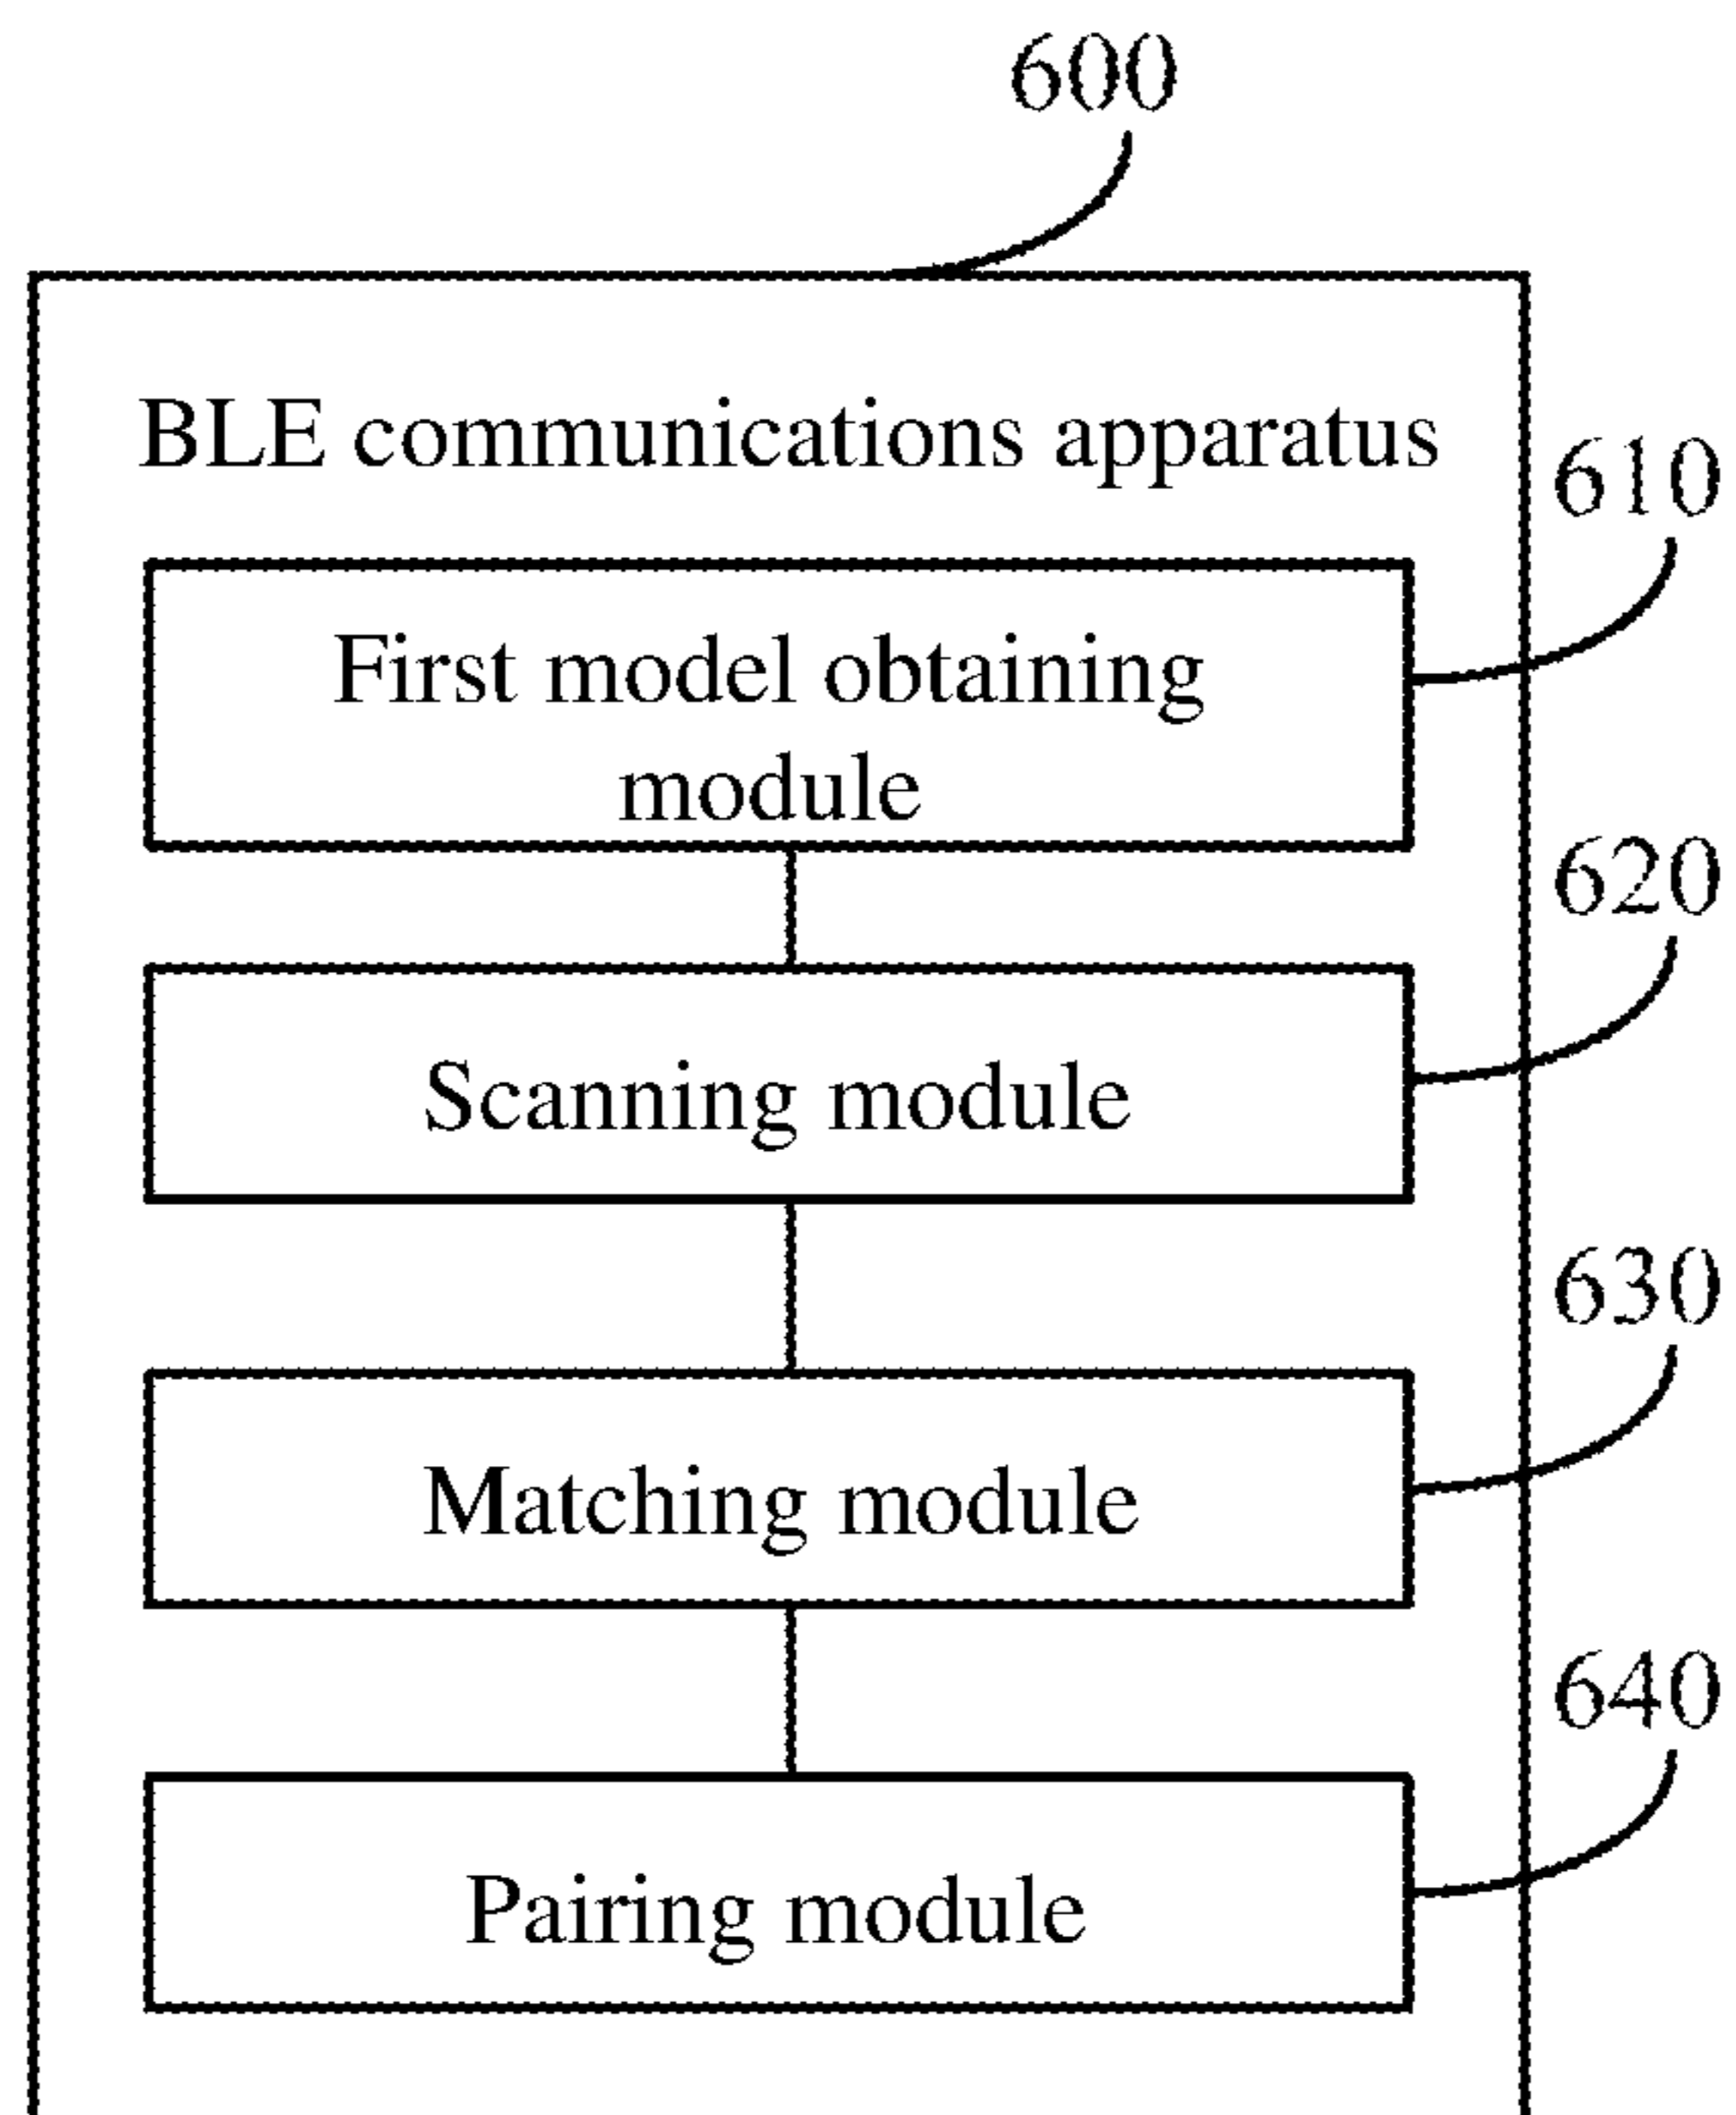 600
BLE communications apparatus
610
First model obtaining
module
620
Scanning module
630
Matching module
640
Pairing module